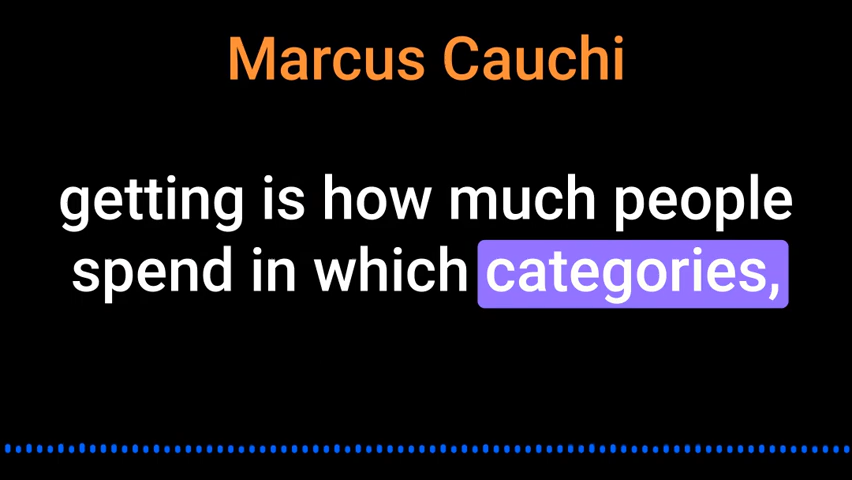 Marcus Cauchi
getting is how much people
spend in which categories,